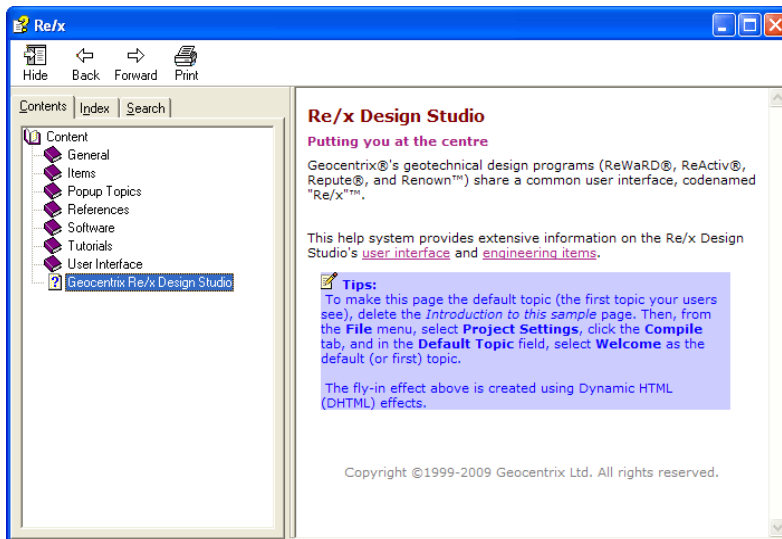 Re/x
Hide Back Forward Print
Contents Index Search
Content
General
Items
Popup Topics
References
Software
Tutorials
User Interface
Geocentrix Re/x Design Studio
Re/x Design Studio
Putting you at the centre
Geocentrix®'s geotechnical design programs (ReWaRD®, ReActiv®,
Repute®, and Renown™) share a common user interface, codenamed
"Re/x"™.
This help system provides extensive information on the Re/x Design
Studio's user interface and engineering items.
Tips:
To make this page the default topic (the first topic your users
see), delete the Introduction to this sample page. Then, from
the File menu, select Project Settings, click the Compile
tab, and in the Default Topic field, select Welcome as the
default (or first) topic.
The fly-in effect above is created using Dynamic HTML
(DHTML) effects.
Copyright ©1999-2009 Geocentrix Ltd. All rights reserved.